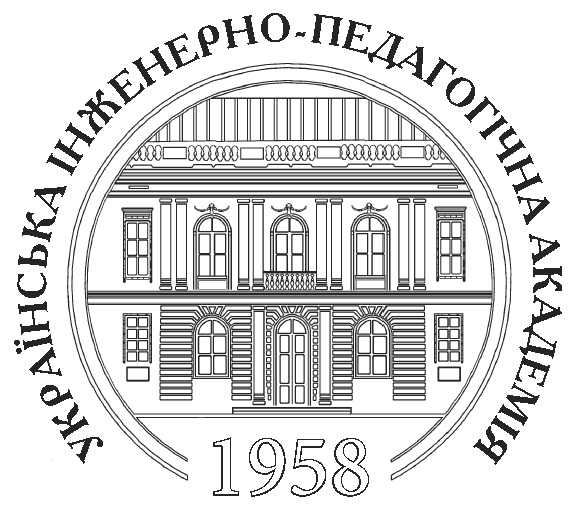 УКРАЇНСЬКА ІНЖЕНЕРНО-ПЕДАГОГІЧНА АКАДЕМІЯ
1958